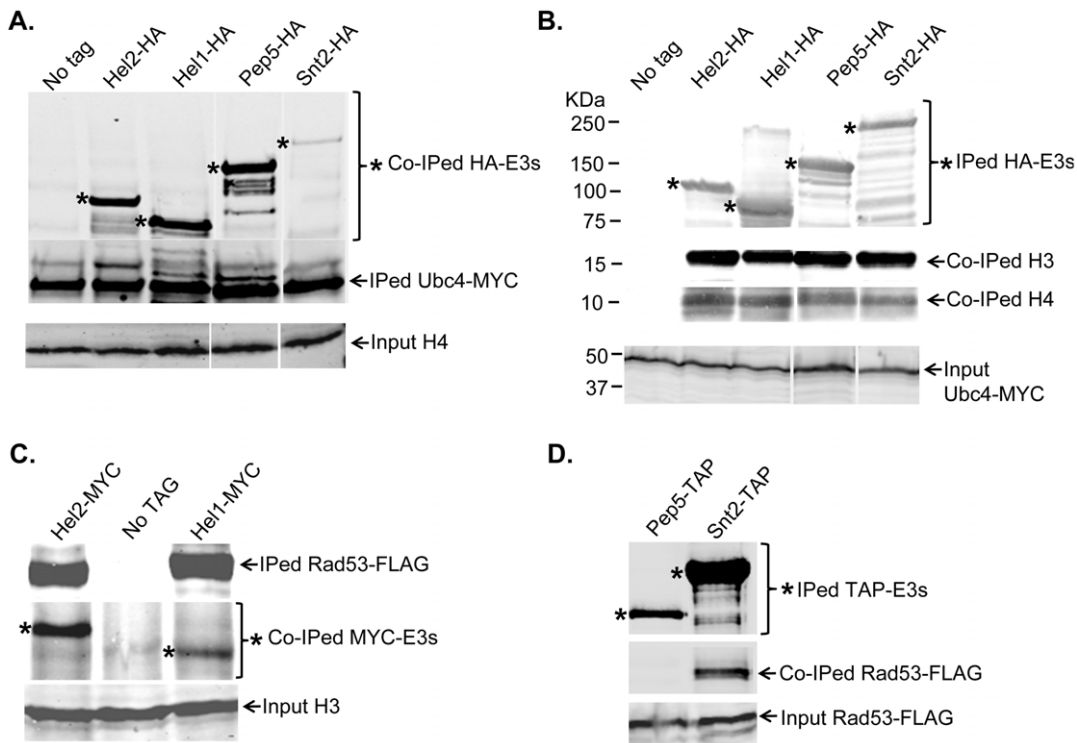 A.
No tag Hel2-HA Hel1-HA Pep5-HA Snt2-HA
* * * *
* Co-IPed HA-E3s
←IPed Ubc4-MYC
←Input H4
B.
No tag Hel2-HA Hel1-HA Pep5-HA Snt2-HA
KDa
250
150
100
75
* * * *
* IPed HA-E3s
15 ←Co-IPed H3
10 ←Co-IPed H4
50
37
←Input
Ubc4-MYC
C.
Hel2-MYC No TAG Hel1-MYC
←IPed Rad53-FLAG
* *
* Co-IPed MYC-E3s
←Input H3
D.
Pep5-TAP Snt2-TAP
* *
* IPed TAP-E3s
←Co-IPed Rad53-FLAG
←Input Rad53-FLAG